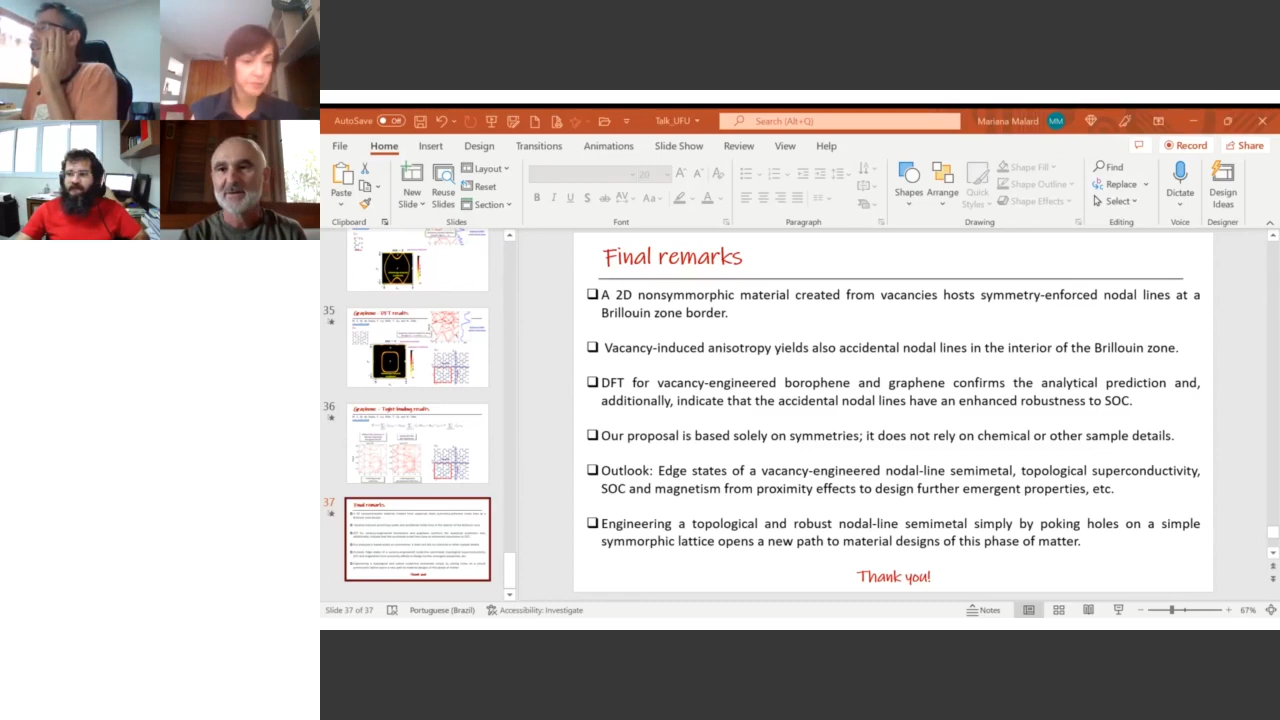 AutoSave
Off
Talk_UFU
Search (Alt+Q)
Mariana Malard
MM
File
Home
Insert
Design
Transitions
Animations
Slide Show
Review
View
Help
Record
Share
Paste
New
Slide
Reuse
Slides
Layout
Reset
Section
Shapes
Arrange
Quick
Styles
Shape Fill
Shape Outline
Shape Effects
Find
Replace
Select
Dictate
Design
Ideas
Clipboard
Slides
Font
Paragraph
Drawing
Editing
Voice
Designer
35
Graphene - DFT results
36
Graphene - Tight-binding results
37
Final remarks
Thank you!
Final remarks
A 2D nonsymmorphic material created from vacancies hosts symmetry-enforced nodal lines at a
Brillouin zone border.
Vacancy-induced anisotropy yields also accidental nodal lines in the interior of the Brillouin zone.
DFT for vacancy-engineered borophene and graphene confirms the analytical prediction and,
additionally, indicate that the accidental nodal lines have an enhanced robustness to SOC.
Our proposal is based solely on symmetries, it does not rely on chemical or other sample details.
Outlook: Edge states of a vacancy-engineered nodal-line semimetal, topological superconductivity,
SOC and magnetism from proximity effects to design further emergent properties, etc.
Engineering a topological and robust nodal-line semimetal simply by putting holes on a simple
symmorphic lattice opens a new path to material designs of this phase of matter.
Thank you!
Slide 37 of 37
Portuguese (Brazil)
Accessibility: Investigate
Notes
67%